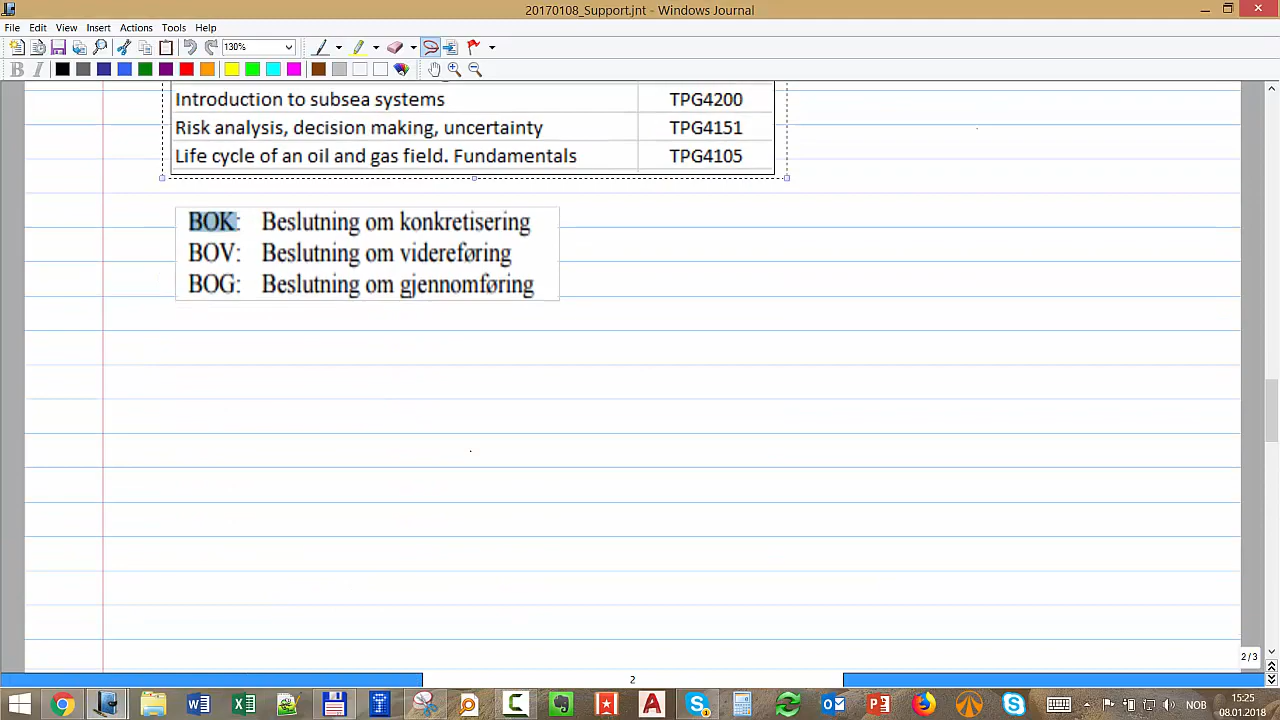 20170108_Support.jnt - Windows Journal
File Edit View Insert Actions Tools Help
130%
B I
Introduction to subsea systems TPG4200
Risk analysis, decision making, uncertainty TPG4151
Life cycle of an oil and gas field. Fundamentals TPG4105
BOK: Beslutning om konkretisering
BOV: Beslutning om videreføring
BOG: Beslutning om gjennomføring
2/3
2
NOB
15:25
08.01.2018